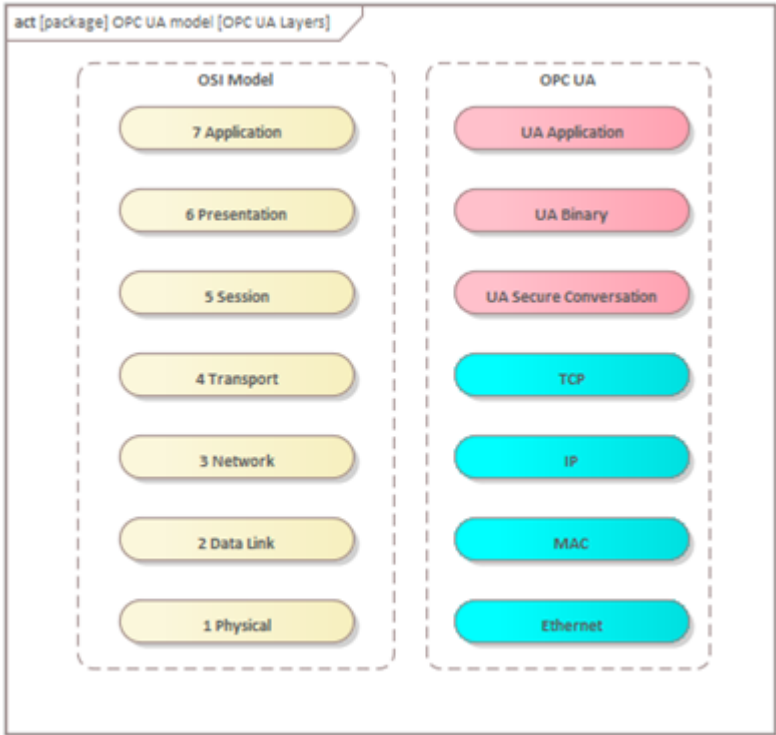 act [package] OPC UA model [OPC UA Layers]
OSI Model
7 Application
6 Presentation
5 Session
4 Transport
3 Network
2 Data Link
1 Physical
OPC UA
UA Application
UA Binary
UA Secure Conversation
TCP
IP
MAC
Ethernet